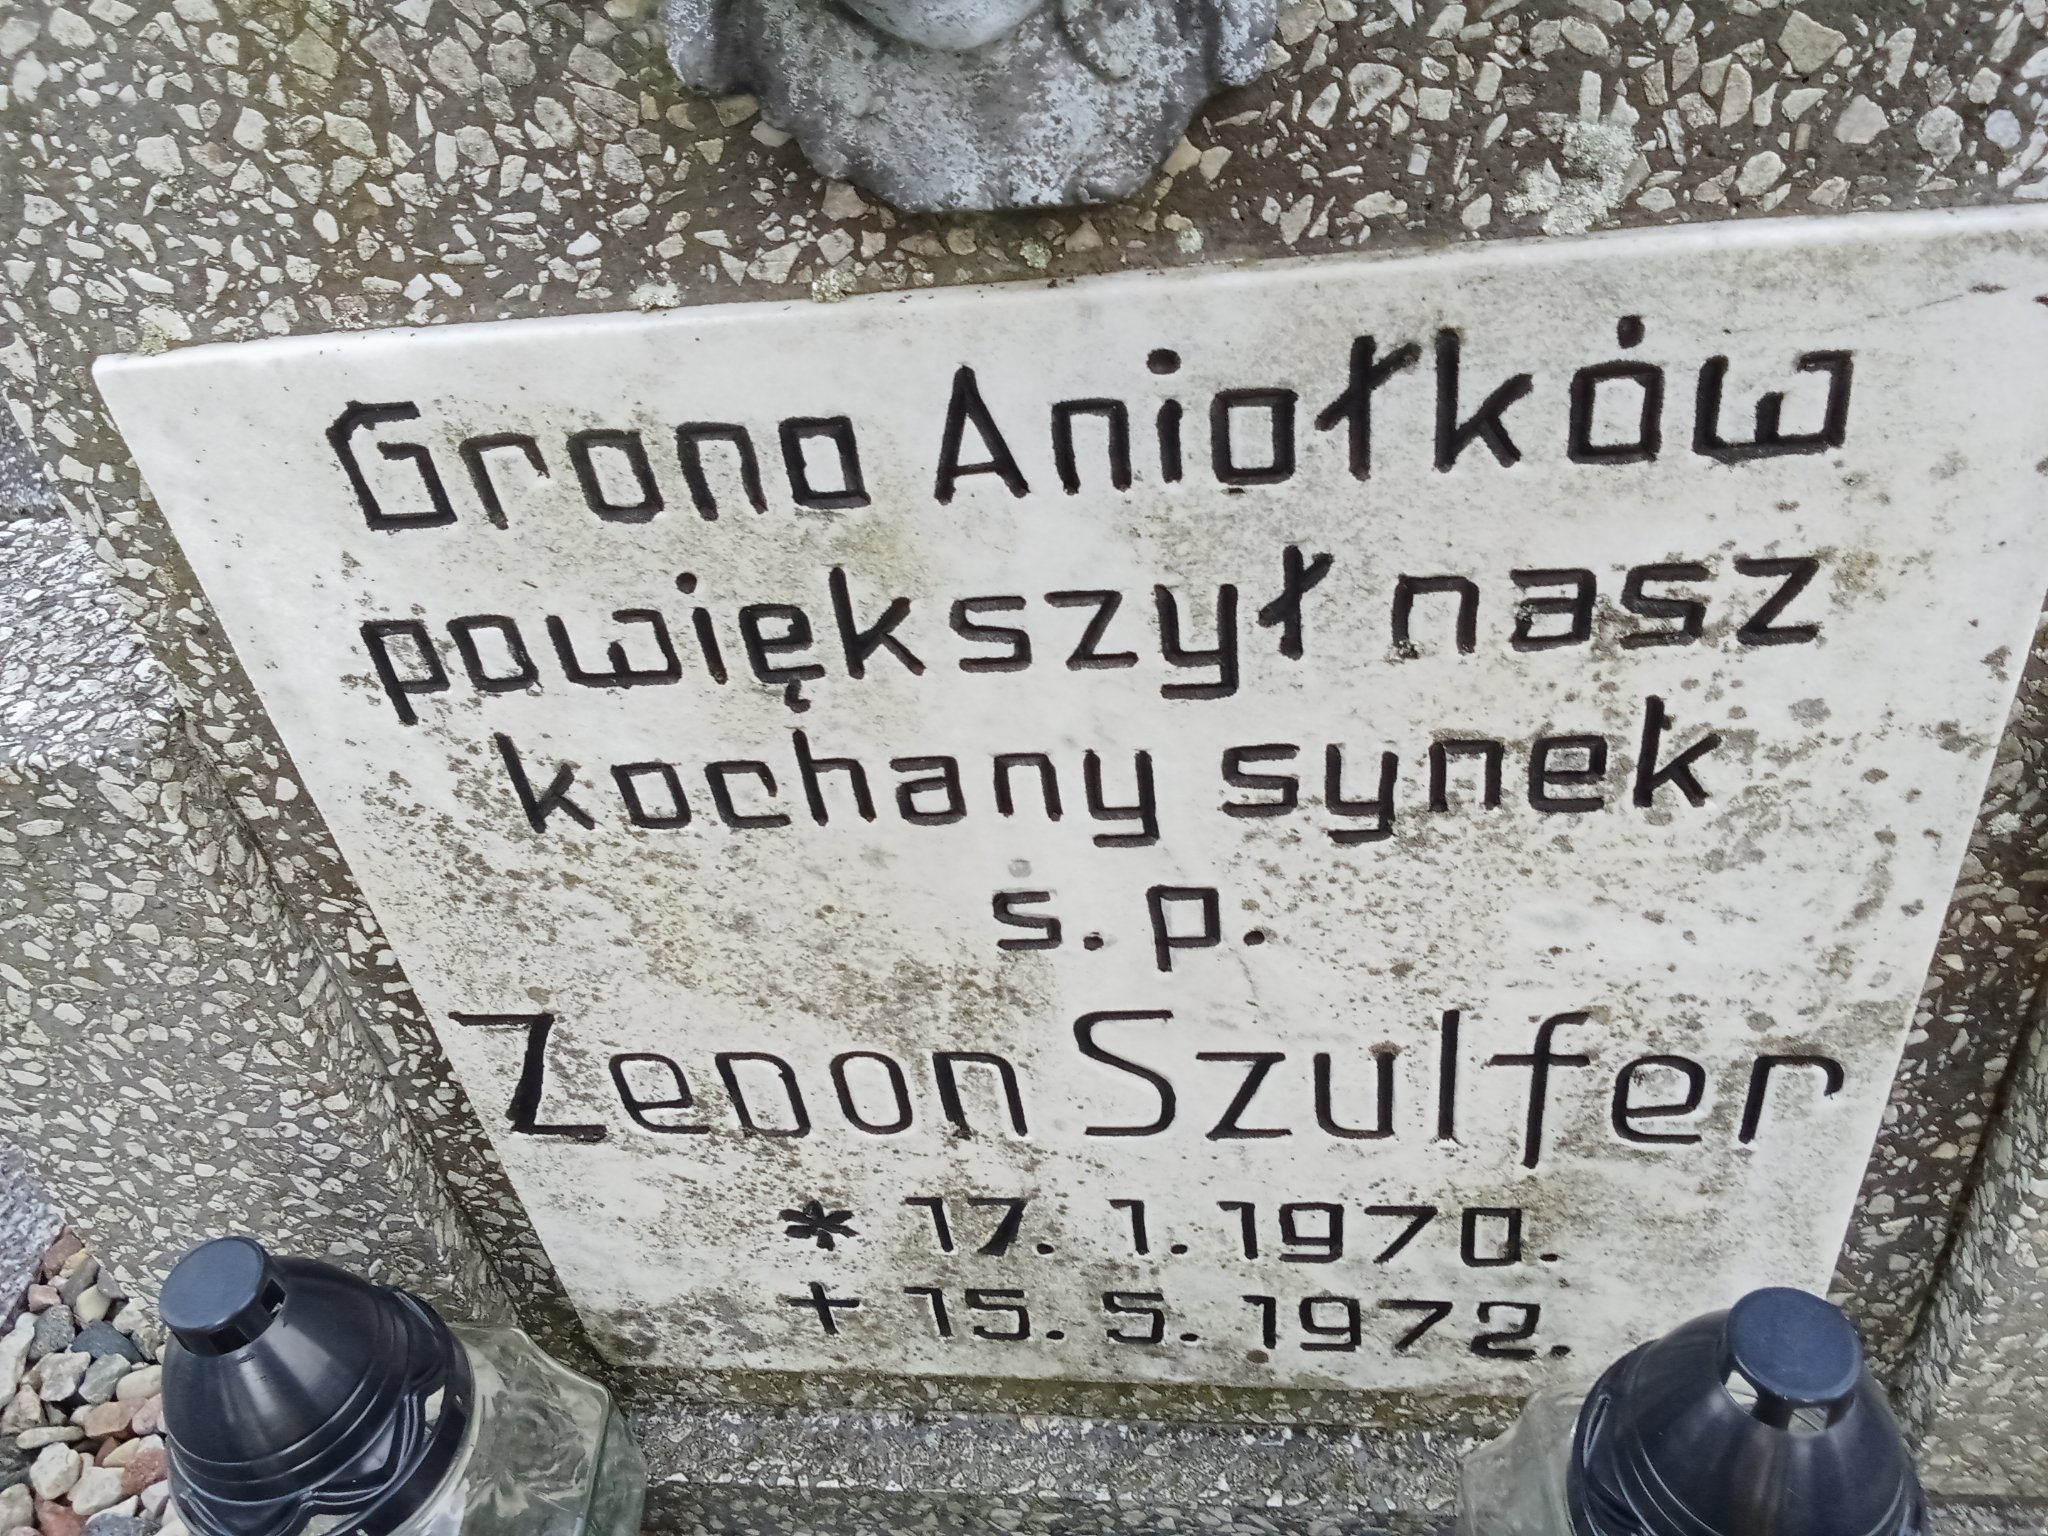 Grono Aniołków
powiększył nasz
kochany synek
ś.p.
Zenon Szulfer
* 17. 1. 1970.
+ 15. 5. 1972.